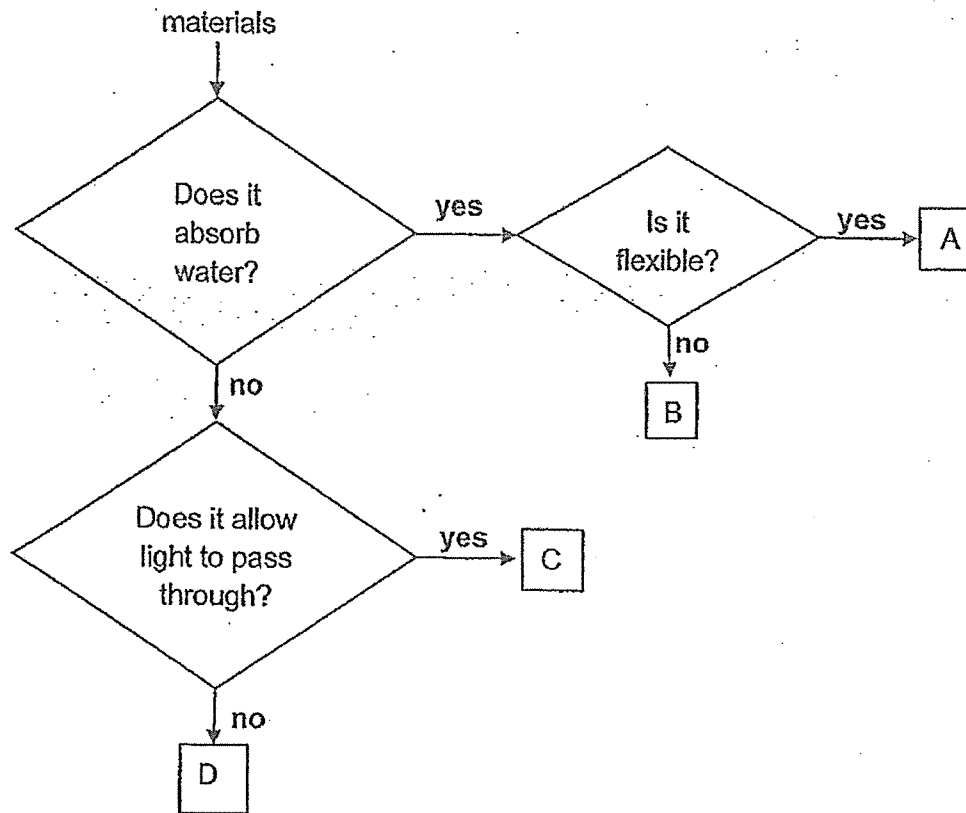 materials
Does it
absorb
water?
yes
Is it
flexible?
yes
A
no
B
no
Does it allow
light to pass
through?
yes
C
no
D